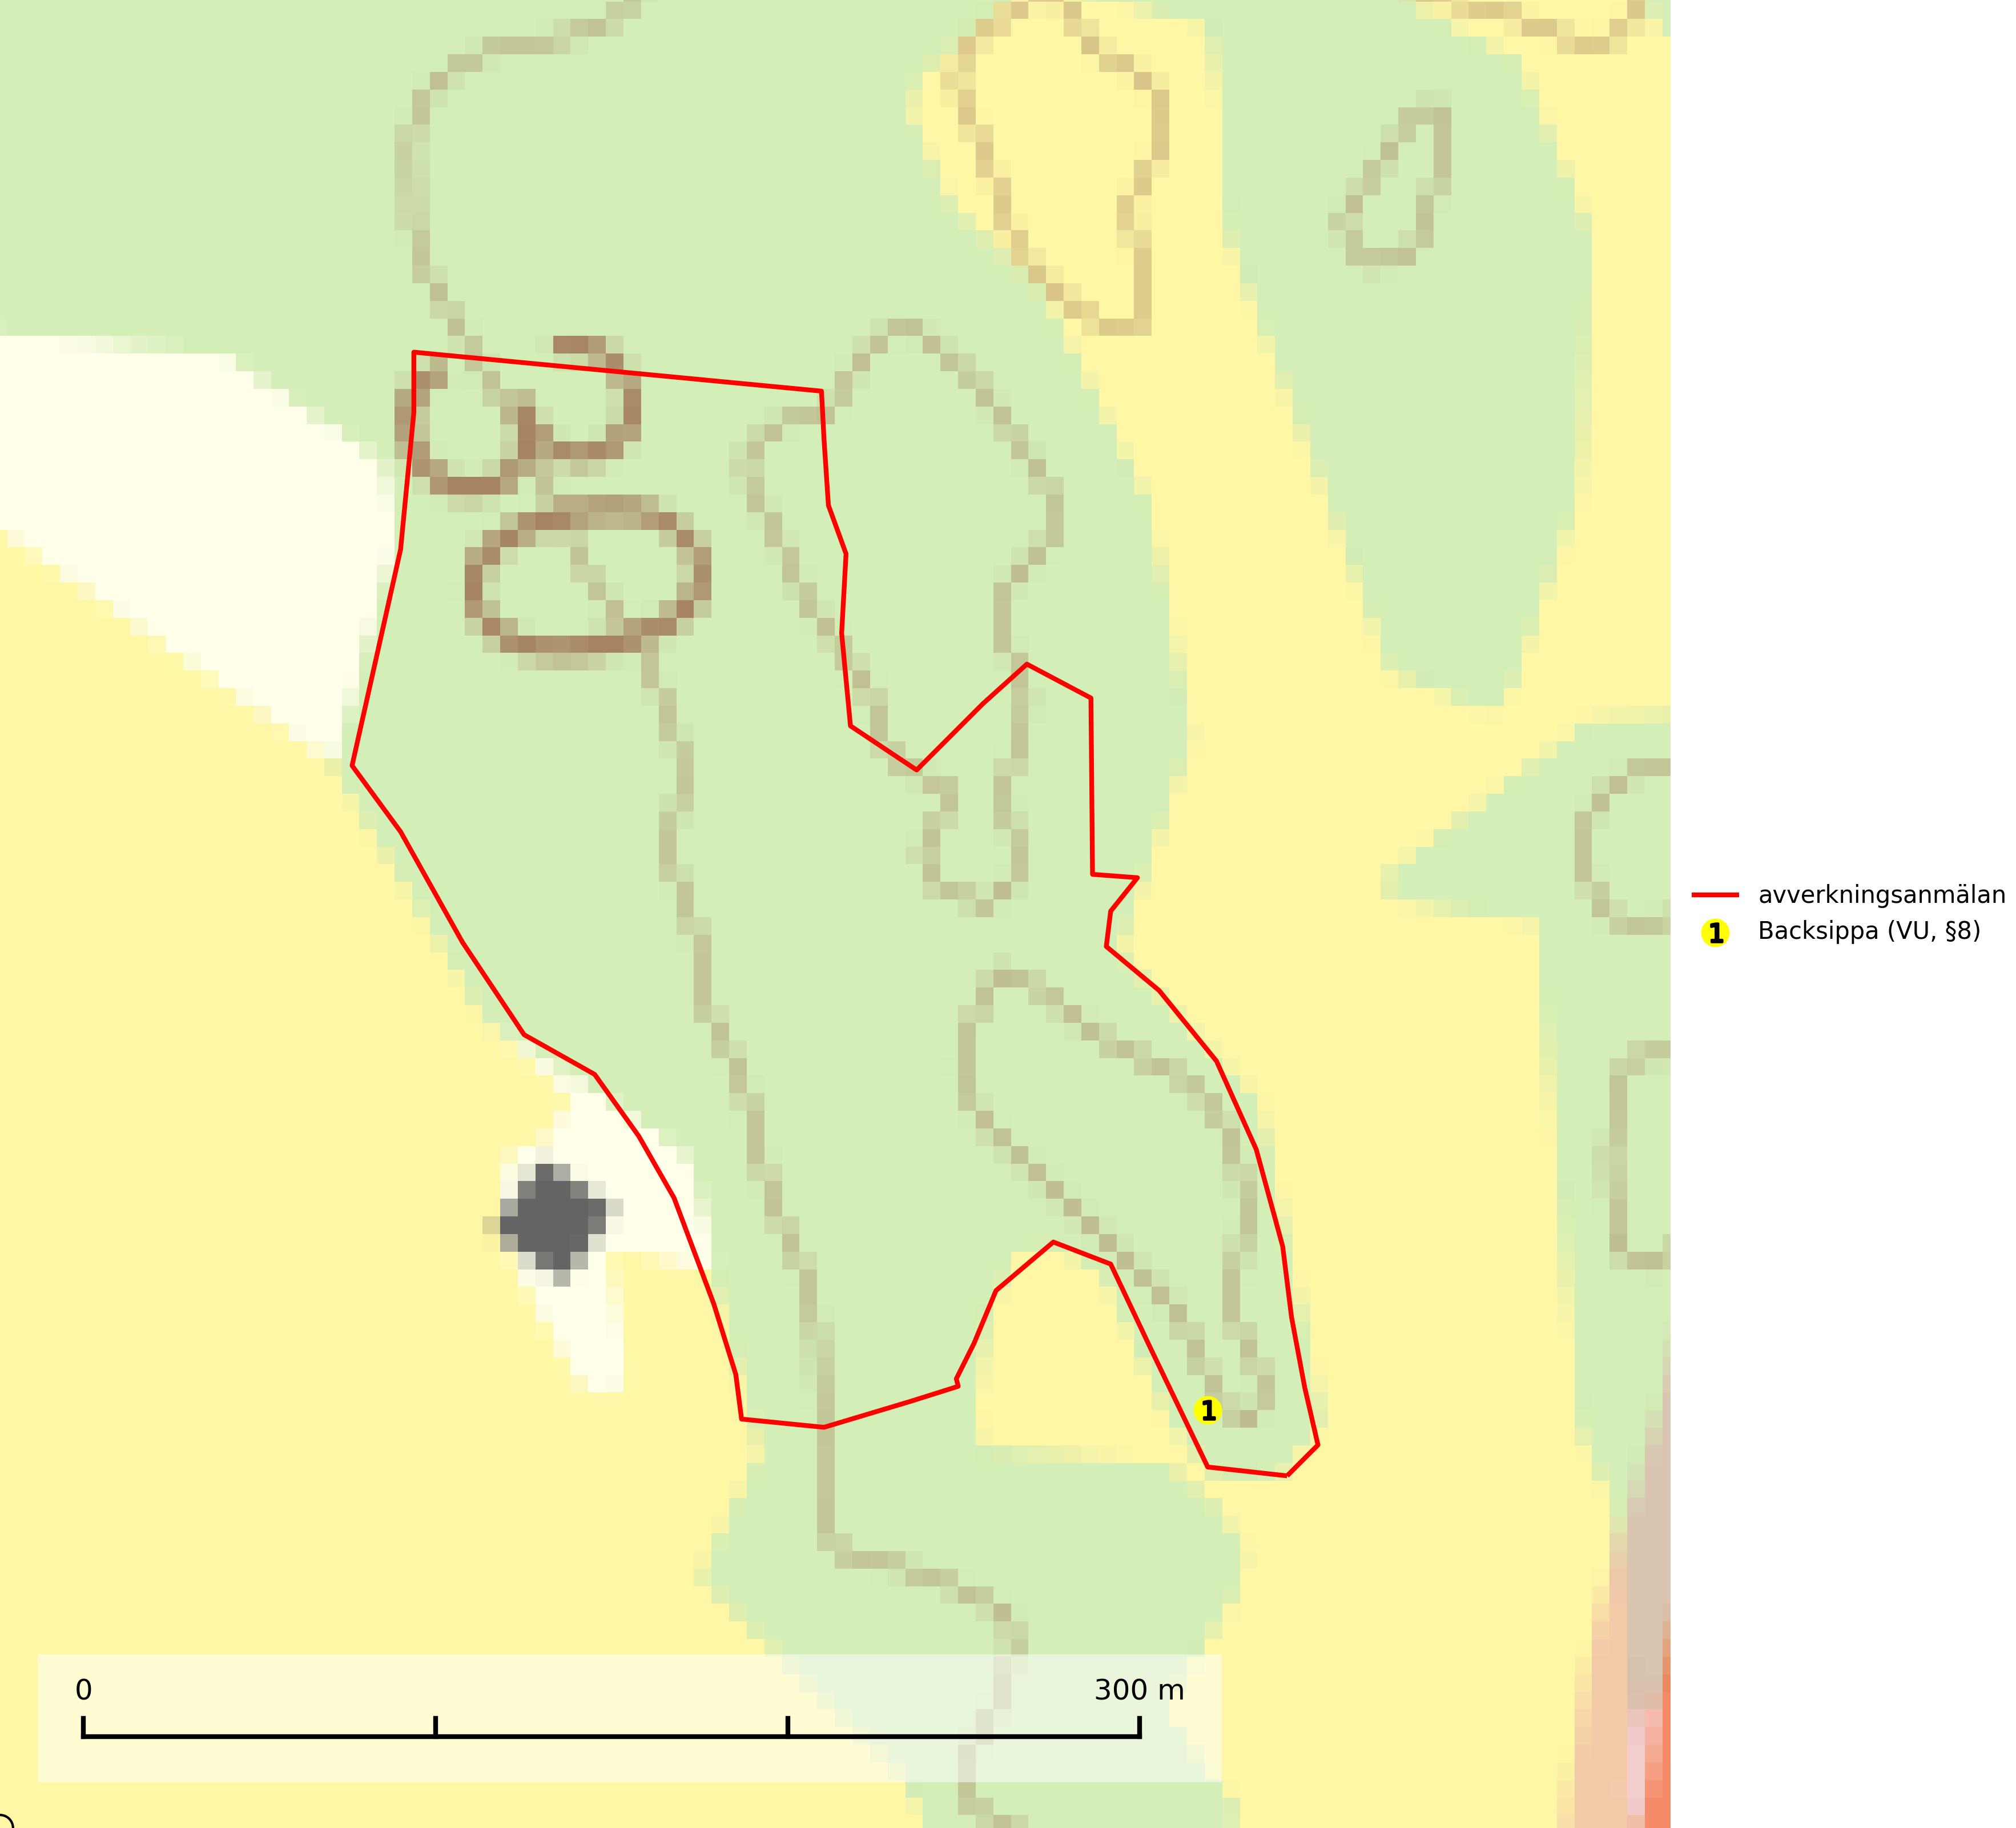 avverkningsanmälan
1 Backsippa (VU, §8)
1
0 300 m